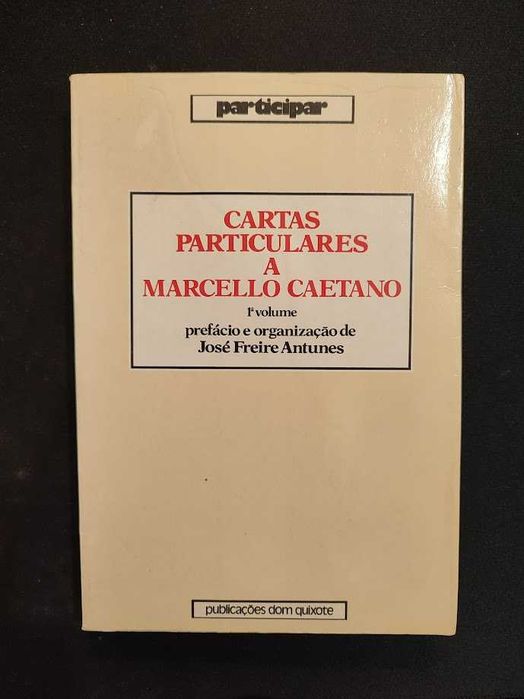 participar
CARTAS
PARTICULARES
A
MARCELLO CAETANO
1º volume
prefácio e organização de
José Freire Antunes
publicações dom quixote